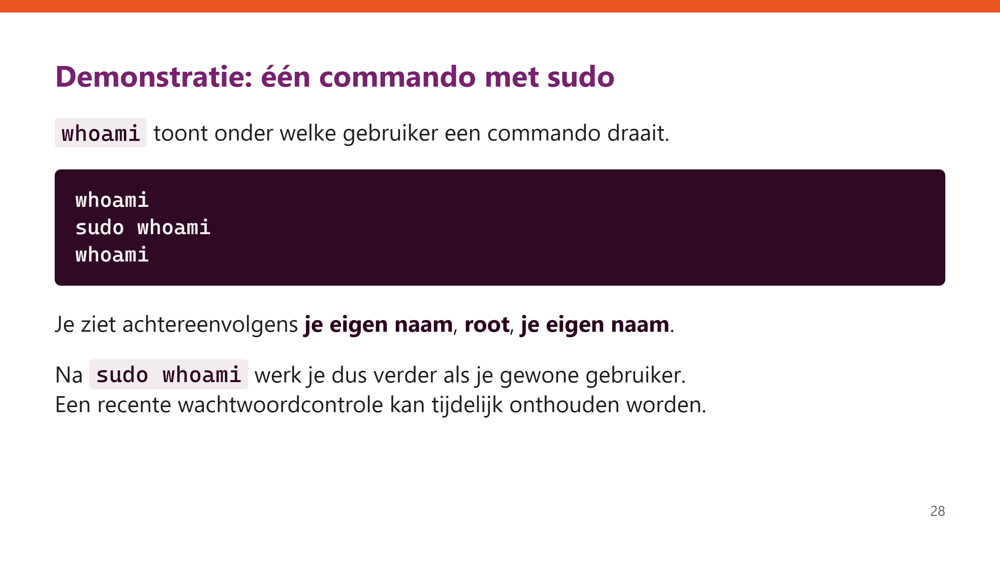 Demonstratie: één commando met sudo
whoami toont onder welke gebruiker een commando draait.
whoami
sudo whoami
whoami
Je ziet achtereenvolgens je eigen naam, root, je eigen naam.
Na sudo whoami werk je dus verder als je gewone gebruiker.
Een recente wachtwoordcontrole kan tijdelijk onthouden worden.
28